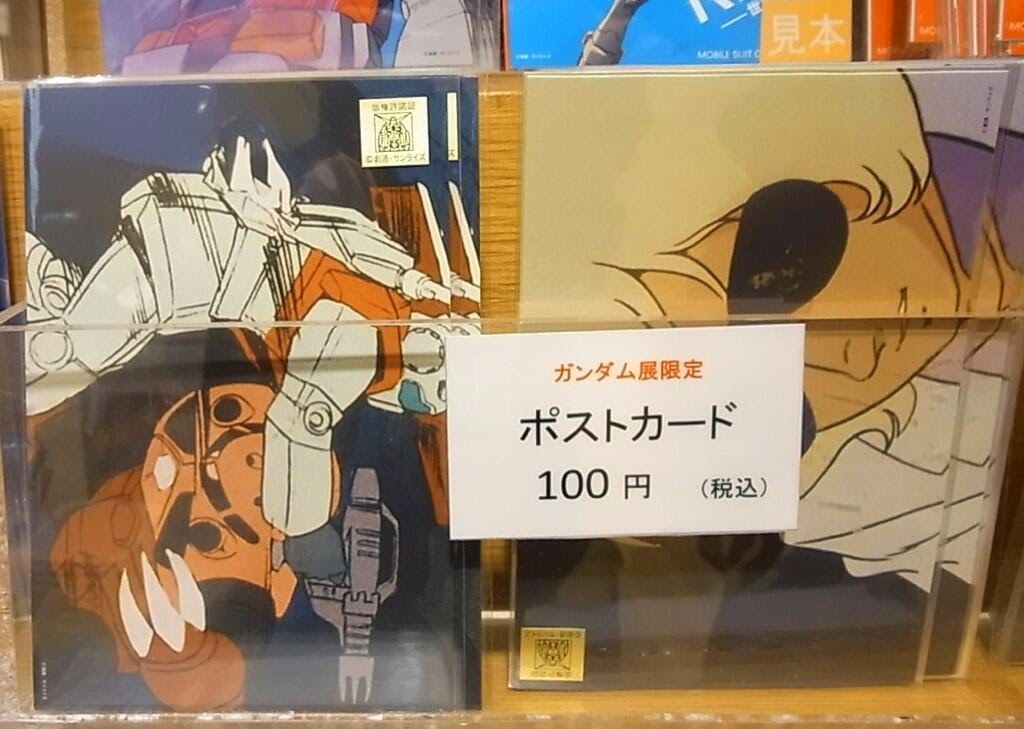 見本
MOBILE SUIT G
版権許諾証
©創通・サンライズ
ガンダム展限定
ポストカード
100 円 (税込)